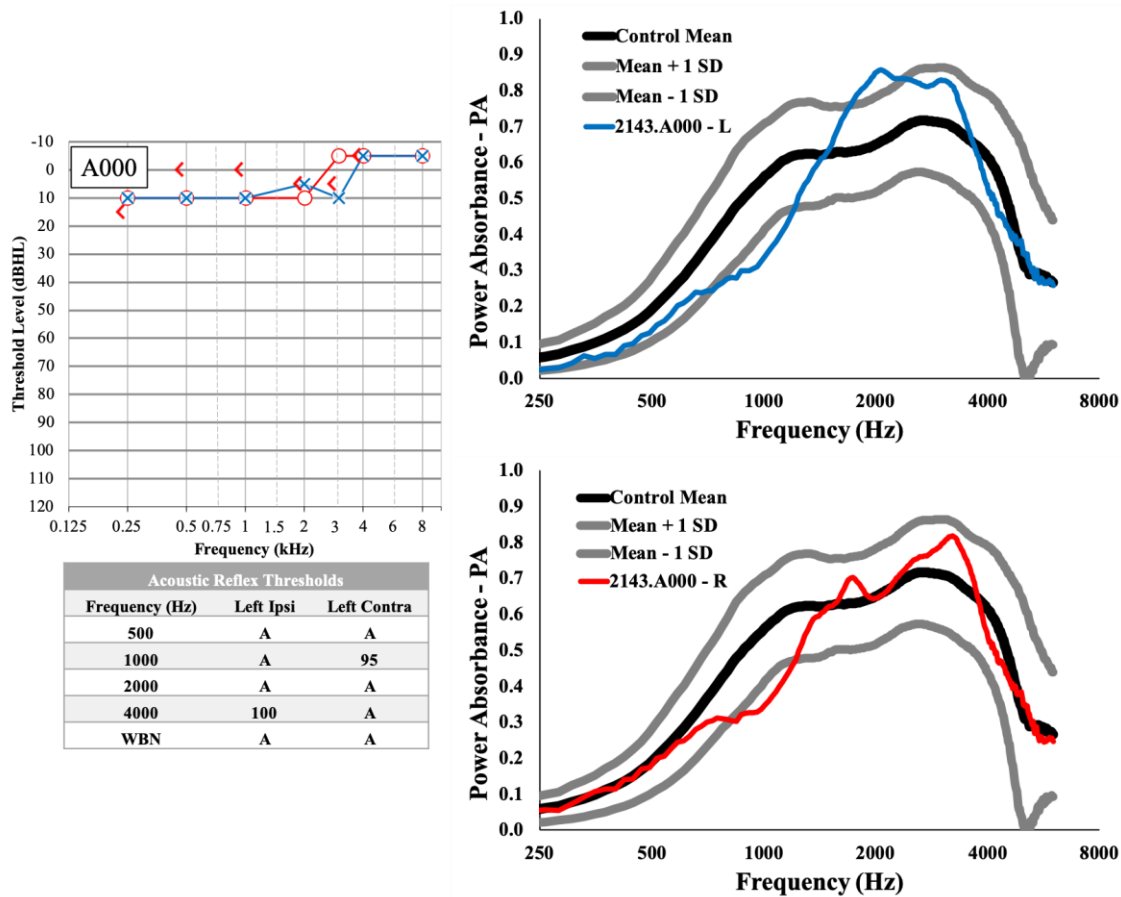 A000
Threshold Level (dBHL)
-10
0
10
20
30
40
50
60
70
80
90
100
110
120
0.125 0.25 0.5 0.75 1 1.5 2 3 4 8
Frequency (kHz)
Acoustic Reflex Thresholds
Frequency (Hz) Left Ipsi Left Contra
500 A A
1000 A 95
2000 A A
4000 100 A
WBN A A
Power Absorbance - PA
1.0
0.9
0.8
0.7
0.6
0.5
0.4
0.3
0.2
0.1
0.0
Control Mean
Mean + 1 SD
Mean - 1 SD
2143.A000 - L
250 500 1000 2000 4000 8000
Frequency (Hz)
Power Absorbance - PA
1.0
0.9
0.8
0.7
0.6
0.5
0.4
0.3
0.2
0.1
0.0
Control Mean
Mean + 1 SD
Mean - 1 SD
2143.A000 - R
250 500 1000 2000 4000 8000
Frequency (Hz)